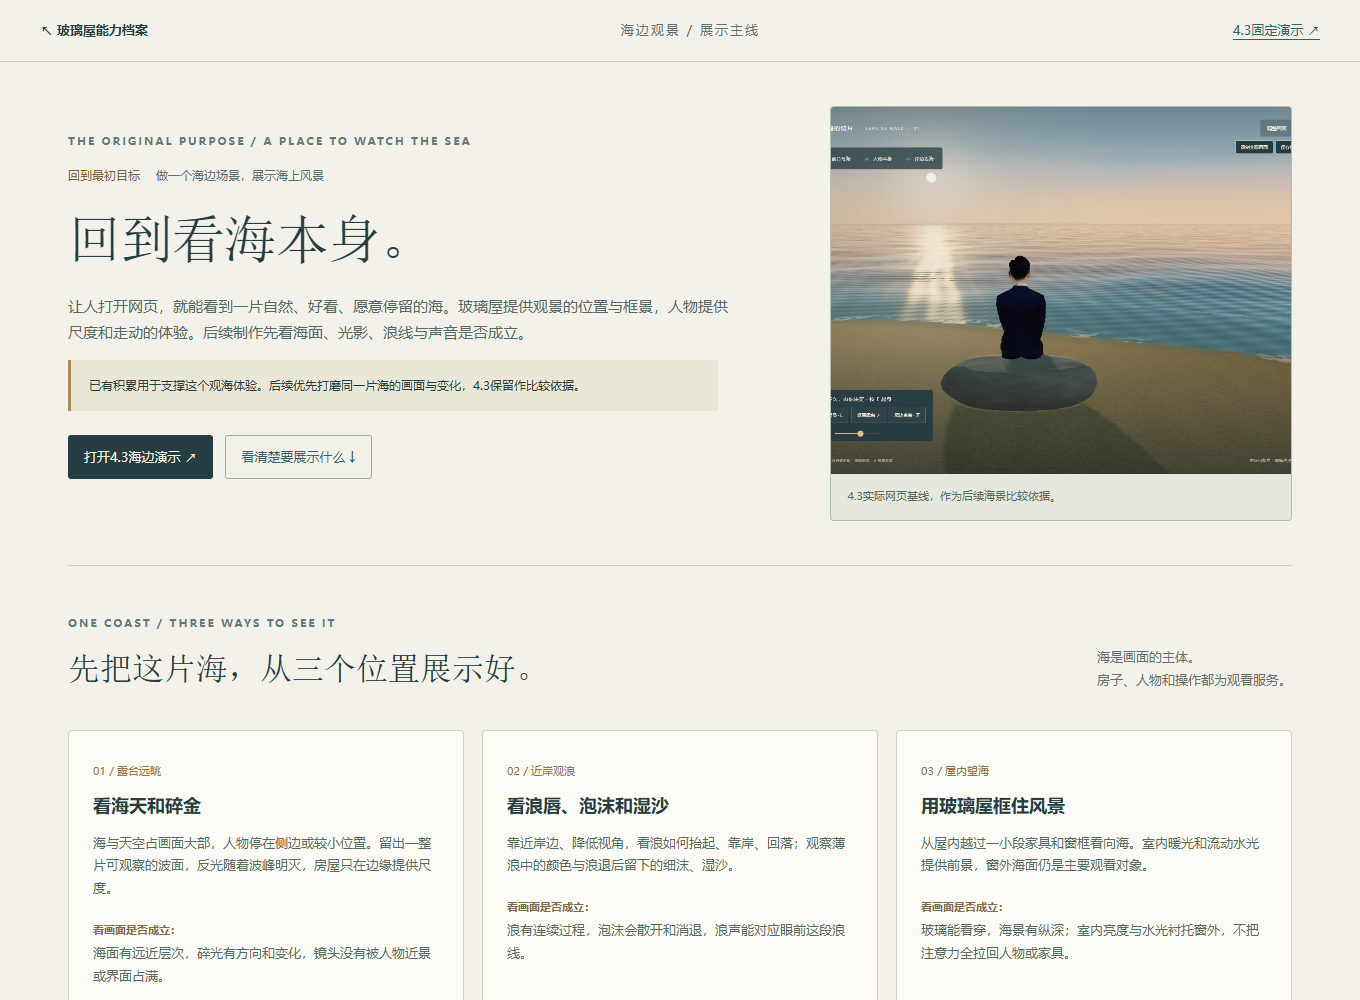 ↖ 玻璃屋能力档案
海边观景 / 展示主线
4.3固定演示 ↗
THE ORIGINAL PURPOSE / A PLACE TO WATCH THE SEA
回到最初目标 做一个海边场景，展示海上风景
回到看海本身。
让人打开网页，就能看到一片自然、好看、愿意停留的海。玻璃屋提供观景的位置与框景，人物提供
尺度和走动的体验。后续制作先看海面、光影、浪线与声音是否成立。
已有积累用于支撑这个观海体验。后续优先打磨同一片海的画面与变化，4.3保留作比较依据。
打开4.3海边演示 ↗
看清楚要展示什么 ↓
4.3实际网页基线，作为后续海景比较依据。
ONE COAST / THREE WAYS TO SEE IT
先把这片海，从三个位置展示好。
海是画面的主体。
房子、人物和操作都为观看服务。
01 / 露台远眺
看海天和碎金
海与天空占画面大部，人物停在侧边或较小位置。留出一整
片可观察的波面，反光随着波峰明灭，房屋只在边缘提供尺
度。
看画面是否成立：
海面有远近层次，碎光有方向和变化，镜头没有被人物近景
或界面占满。
02 / 近岸观浪
看浪唇、泡沫和湿沙
靠近岸边、降低视角，看浪如何抬起、靠岸、回落；观察薄
浪中的颜色与浪退后留下的细沫、湿沙。
看画面是否成立：
浪有连续过程，泡沫会散开和消退，浪声能对应眼前这段浪
线。
03 / 屋内望海
用玻璃屋框住风景
从屋内越过一小段家具和窗框看向海。室内暖光和流动水光
提供前景，窗外海面仍是主要观看对象。
看画面是否成立：
玻璃能看穿，海景有纵深；室内亮度与水光衬托窗外，不把
注意力全拉回人物或家具。